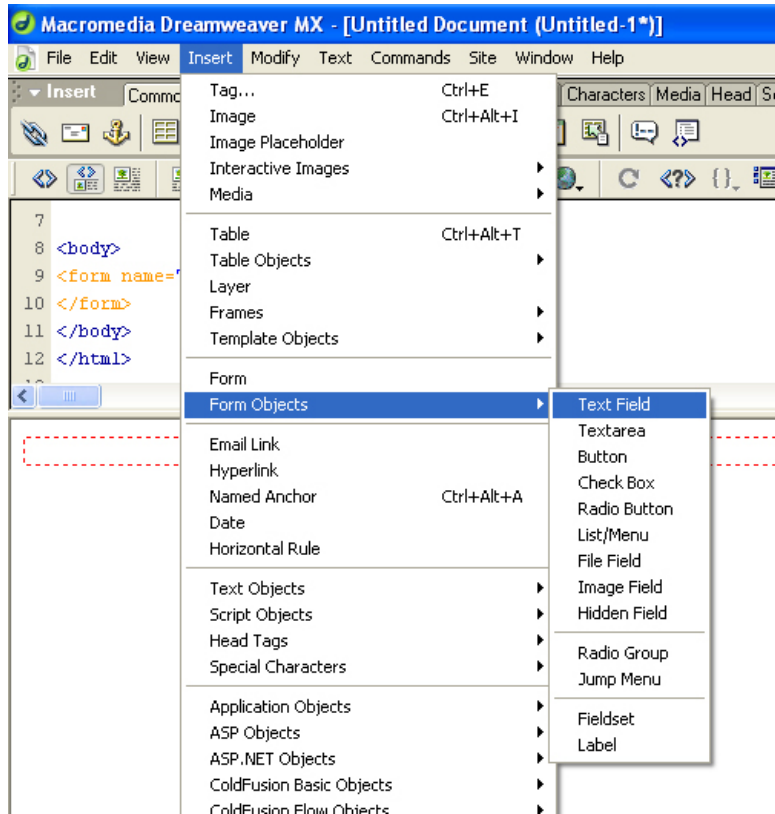 Macromedia Dreamweaver MX - [Untitled Document (Untitled-1*)]
File Edit View Insert Modify Text Commands Site Window Help
Insert Characters Media Head
Tag... Ctrl+E
Image Ctrl+Alt+I
Image Placeholder
Interactive Images
Media
7
Table Ctrl+Alt+T
8 <body>
Table Objects
9 <form name="
Layer
10 </form>
Frames
11 </body>
Template Objects
12 </html>
Form
Form Objects
Text Field
Textarea
Button
Check Box
Radio Button
List/Menu
File Field
Image Field
Hidden Field
Radio Group
Jump Menu
Fieldset
Label
Email Link
Hyperlink
Named Anchor Ctrl+Alt+A
Date
Horizontal Rule
Text Objects
Script Objects
Head Tags
Special Characters
Application Objects
ASP Objects
ASP.NET Objects
ColdFusion Basic Objects
ColdFusion Flow Objects